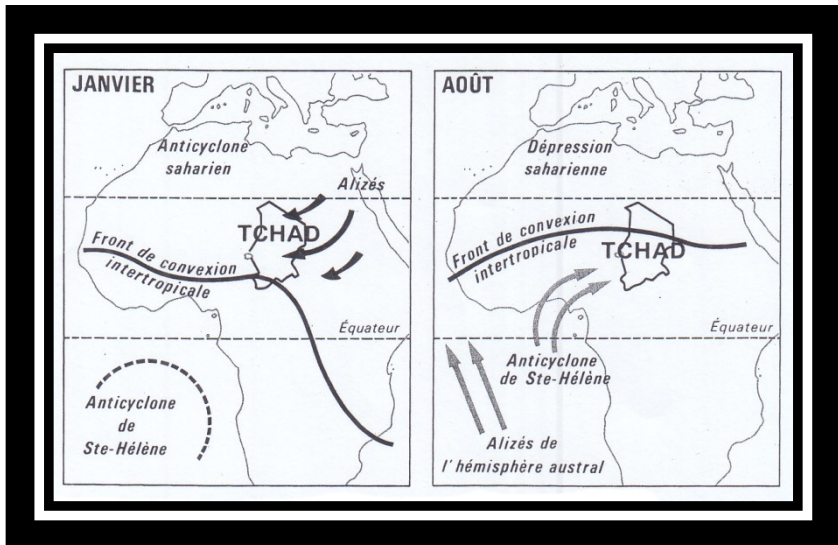 JANVIER
Anticyclone
saharien
Alizés
TCHAD
Front de convexion
intertropicale
Équateur
Anticyclone
de
Ste-Hélène
AOÛT
Dépression
saharienne
Front de convexion
intertropicale
TCHAD
Équateur
Anticyclone
de Ste-Hélène
Alizés de
l'hémisphère austral